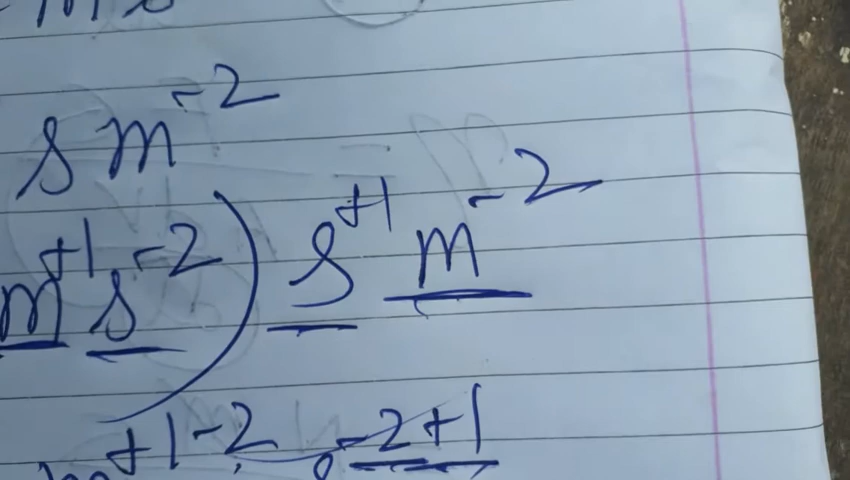 s m⁻²
m⁺¹ s⁻²) s⁺¹ m⁻²
m⁺¹⁻² s⁻²⁺¹